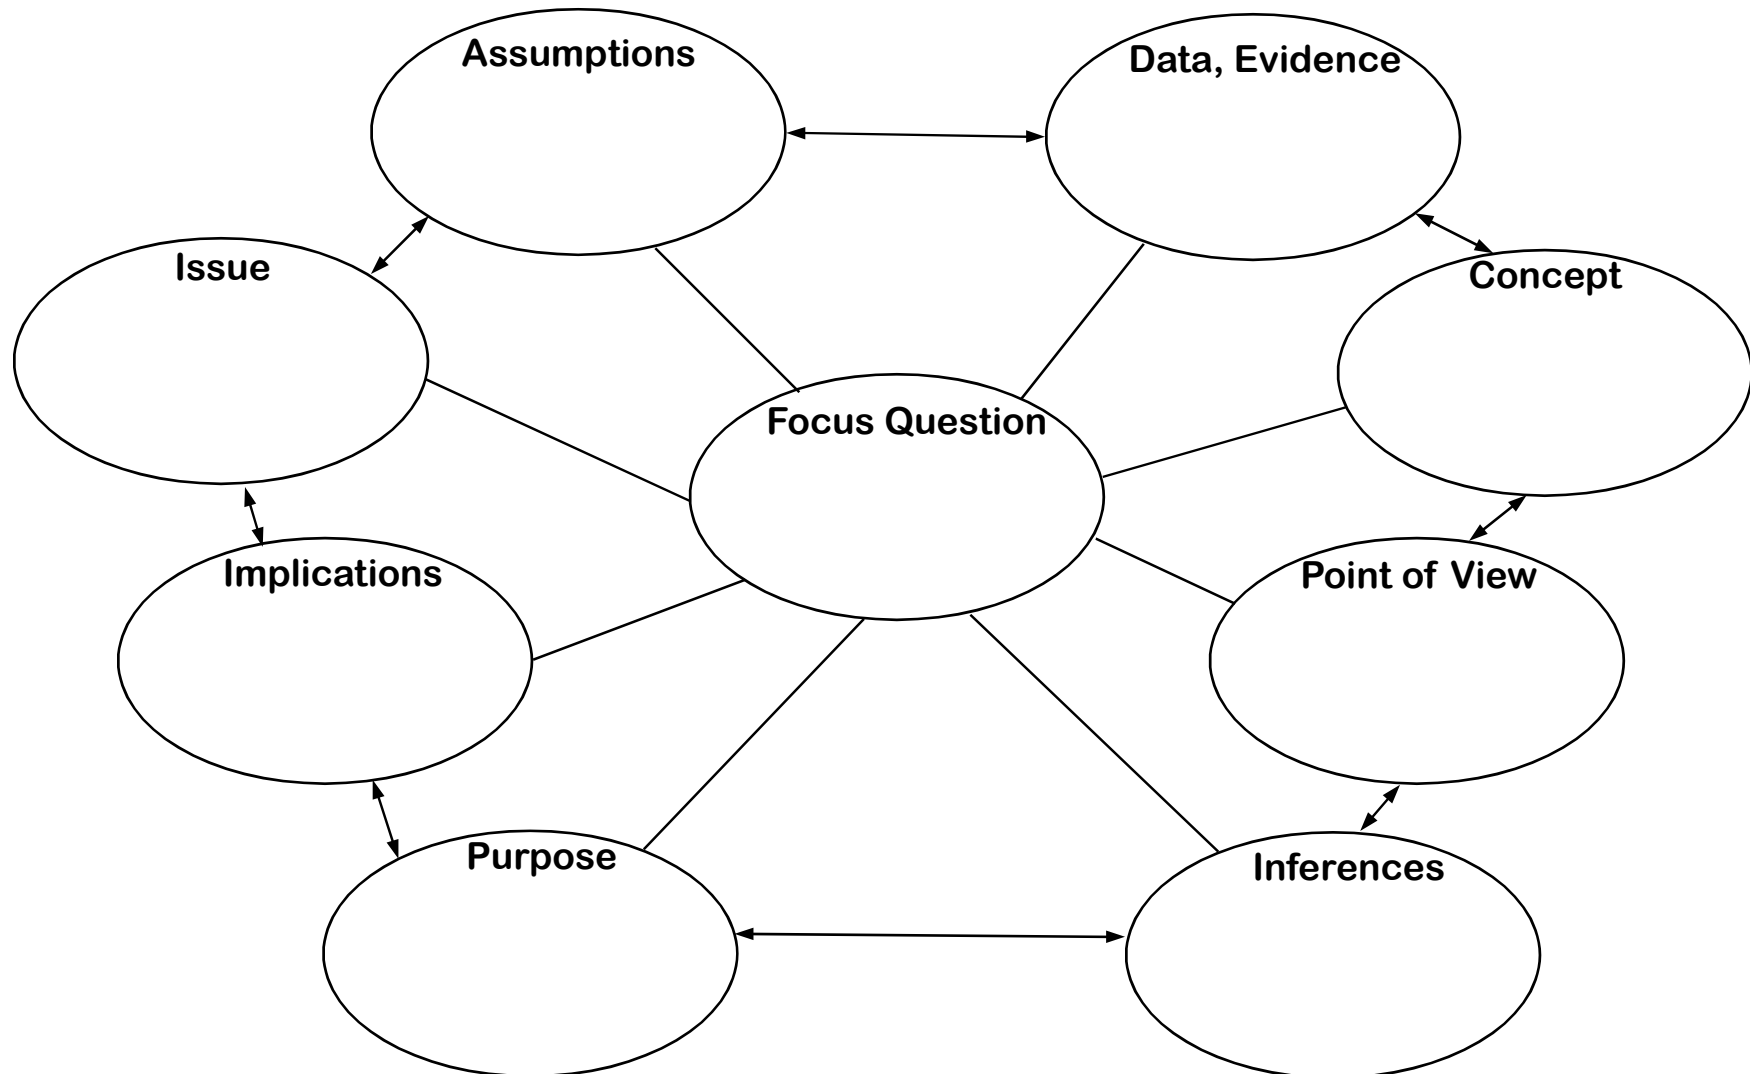 Assumptions
Data, Evidence
Issue
Concept
Focus Question
Implications
Point of View
Purpose
Inferences